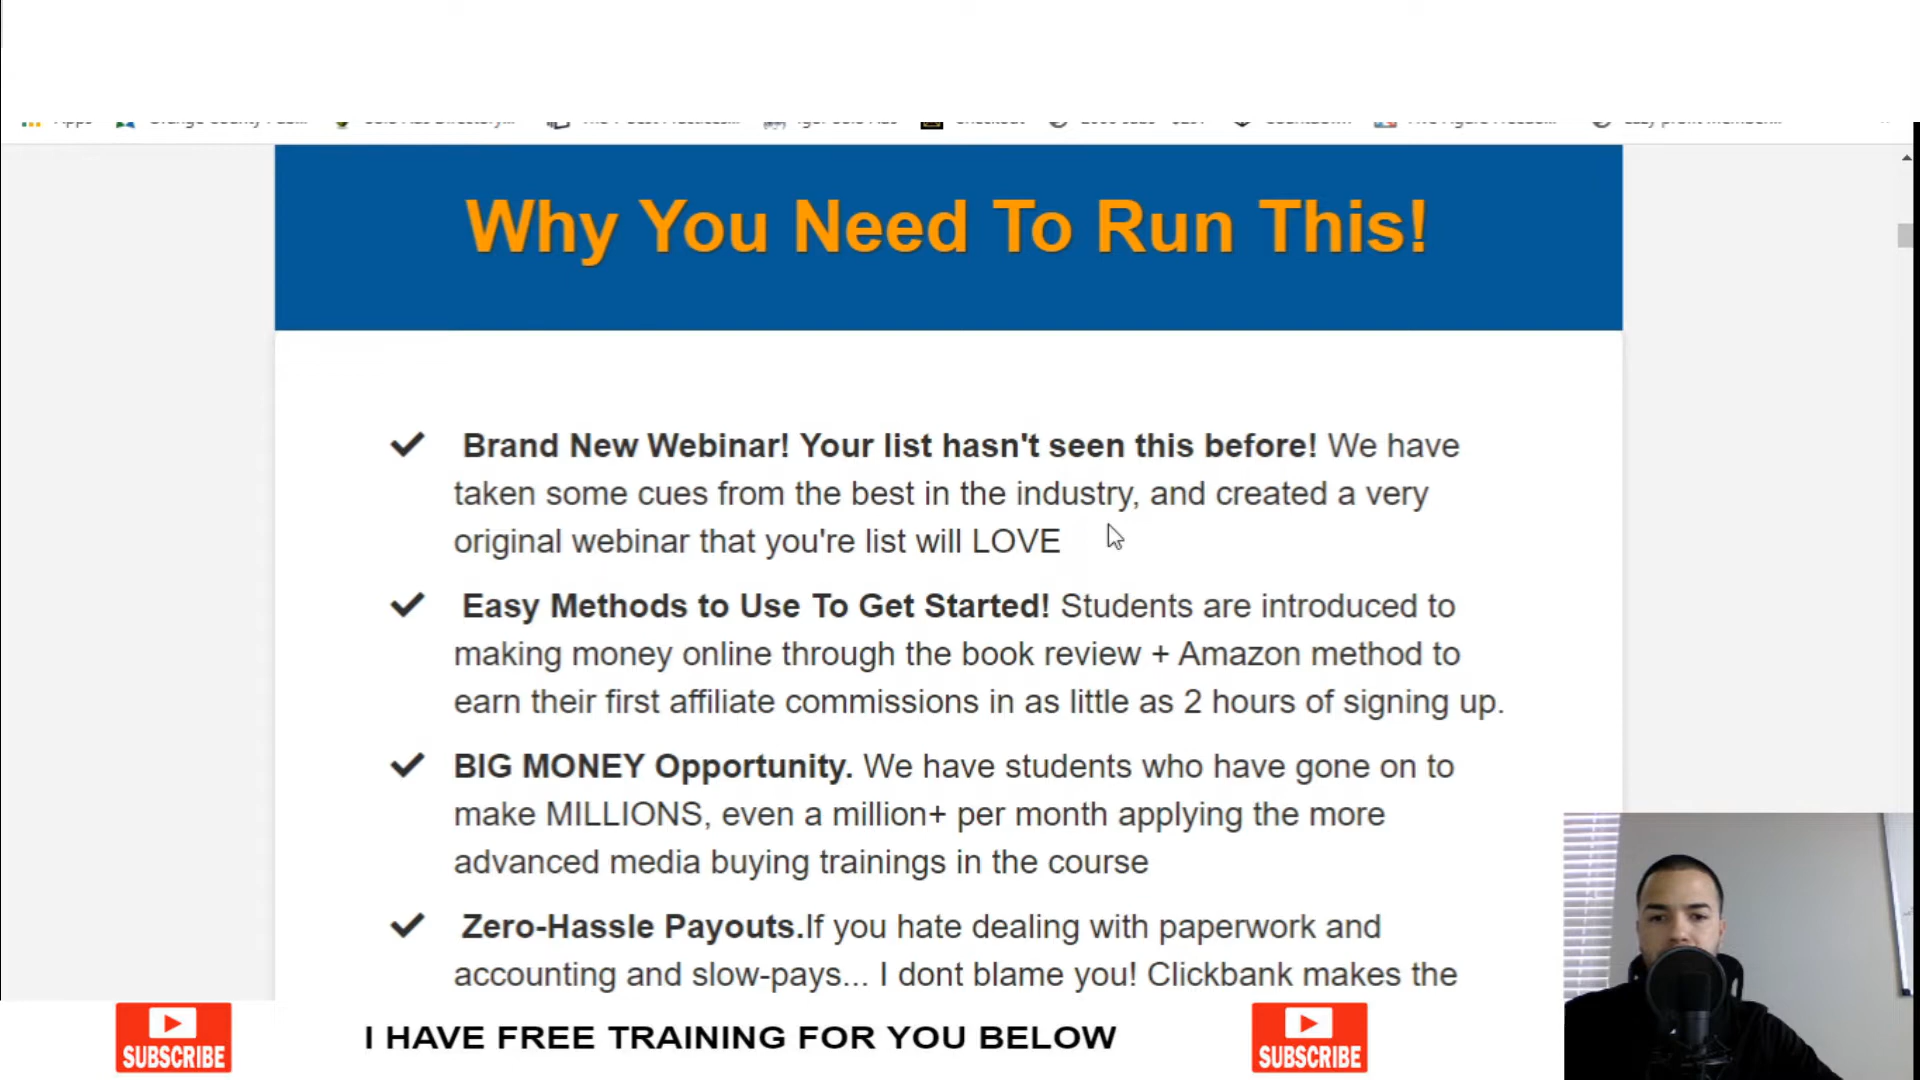 Apps
Why You Need To Run This!
Brand New Webinar! Your list hasn't seen this before! We have
taken some cues from the best in the industry, and created a very
original webinar that you're list will LOVE
Easy Methods to Use To Get Started! Students are introduced to
making money online through the book review + Amazon method to
earn their first affiliate commissions in as little as 2 hours of signing up.
BIG MONEY Opportunity. We have students who have gone on to
make MILLIONS, even a million+ per month applying the more
advanced media buying trainings in the course
Zero-Hassle Payouts.If you hate dealing with paperwork and
accounting and slow-pays... I dont blame you! Clickbank makes the
SUBSCRIBE
I HAVE FREE TRAINING FOR YOU BELOW
SUBSCRIBE